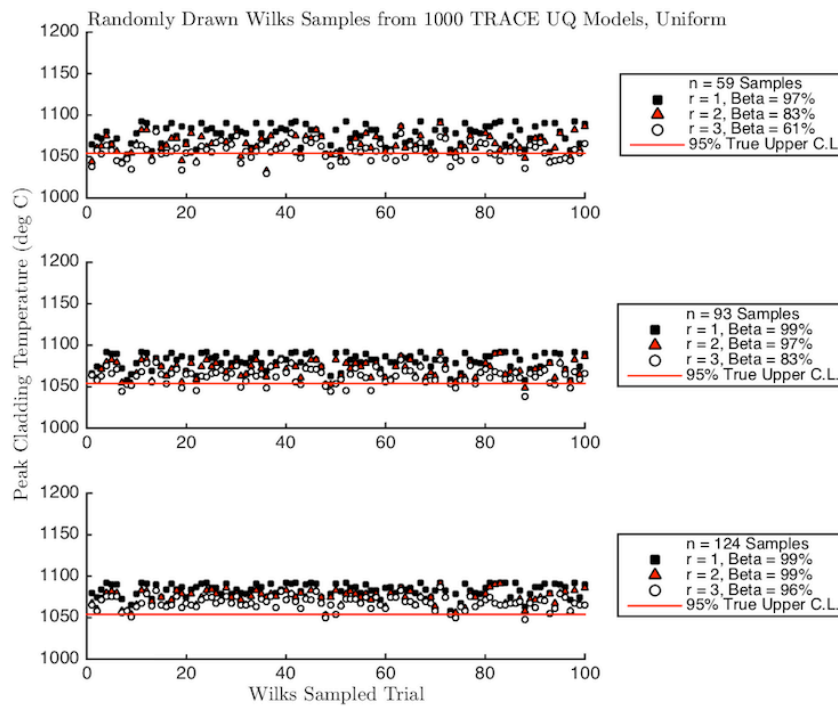 Randomly Drawn Wilks Samples from 1000 TRACE UQ Models, Uniform
Peak Cladding Temperature (deg C)
1200
1150
1100
1050
1000
0 20 40 60 80 100
n = 59 Samples
r = 1, Beta = 97%
r = 2, Beta = 83%
r = 3, Beta = 61%
95% True Upper C.L.
1200
1150
1100
1050
1000
0 20 40 60 80 100
n = 93 Samples
r = 1, Beta = 99%
r = 2, Beta = 97%
r = 3, Beta = 83%
95% True Upper C.L.
1200
1150
1100
1050
1000
0 20 40 60 80 100
n = 124 Samples
r = 1, Beta = 99%
r = 2, Beta = 99%
r = 3, Beta = 96%
95% True Upper C.L.
Wilks Sampled Trial